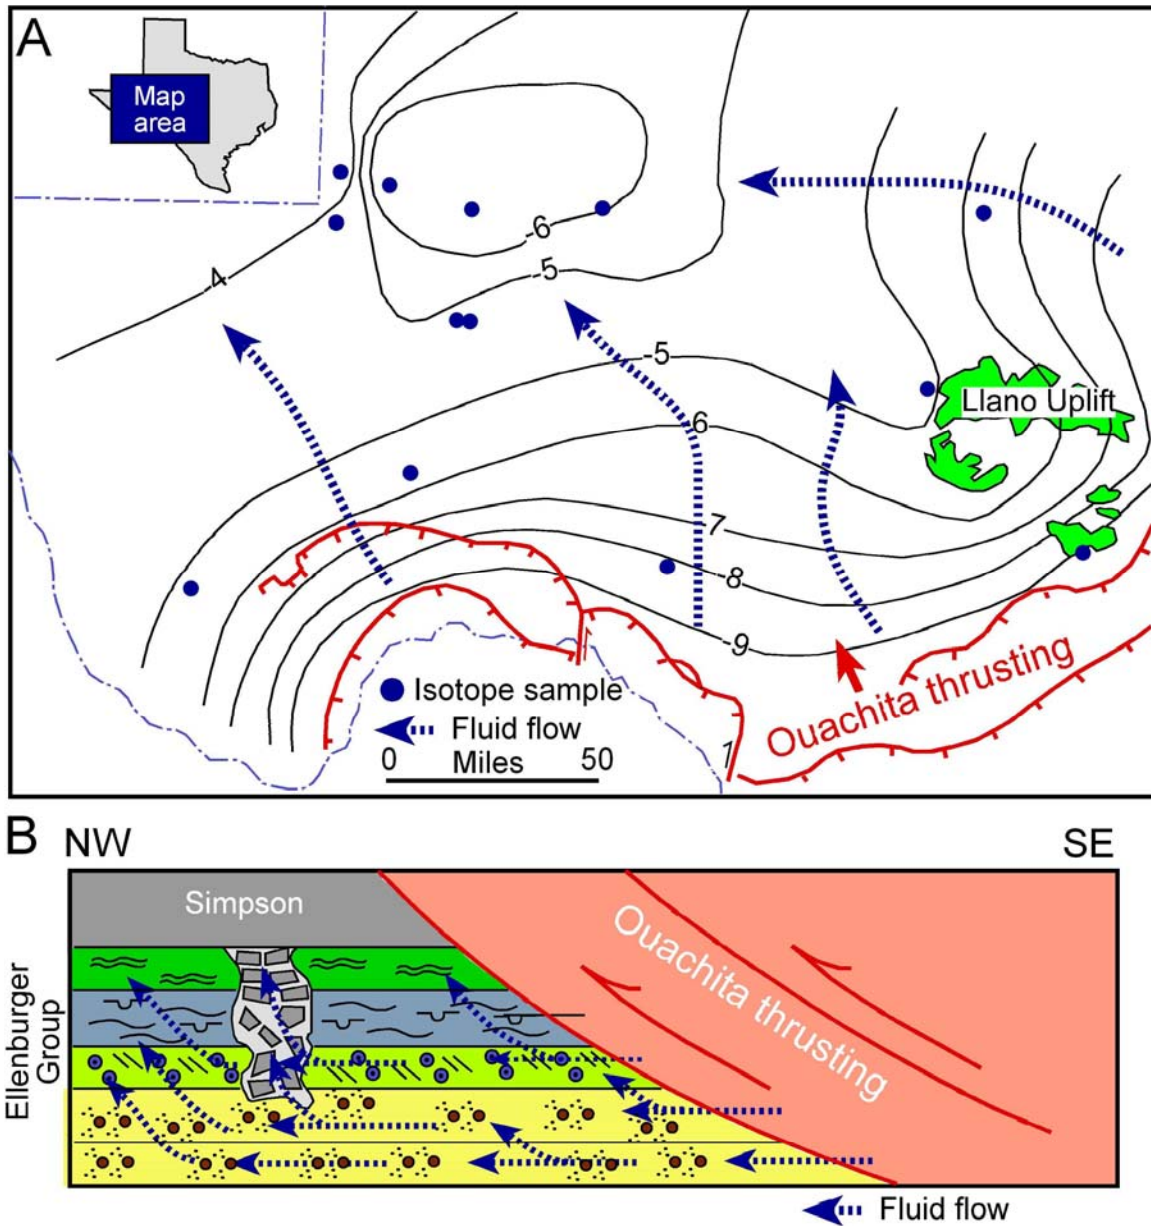 A
Map
area
-4
-6
-5
-5
-6
-7
-8
-9
Llano Uplift
Isotope sample
Fluid flow
0 Miles 50
Ouachita thrusting
B
NW
SE
Simpson
Ellenburger
Group
Ouachita thrusting
Fluid flow